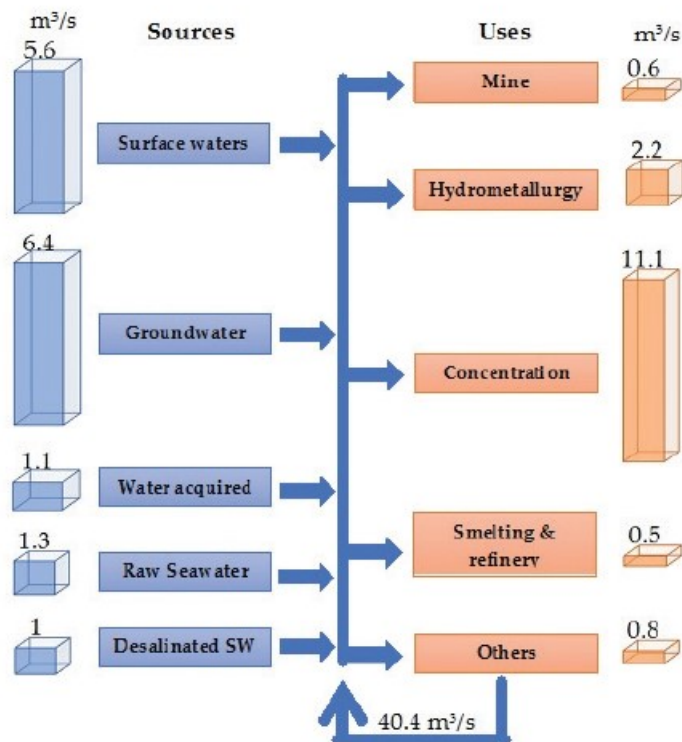 m³/s
Sources
Uses
m³/s
5.6
Surface waters
6.4
Groundwater
1.1
Water acquired
1.3
Raw Seawater
1
Desalinated SW
Mine
0.6
Hydrometallurgy
2.2
Concentration
11.1
Smelting &
refinery
0.5
Others
0.8
40.4 m³/s